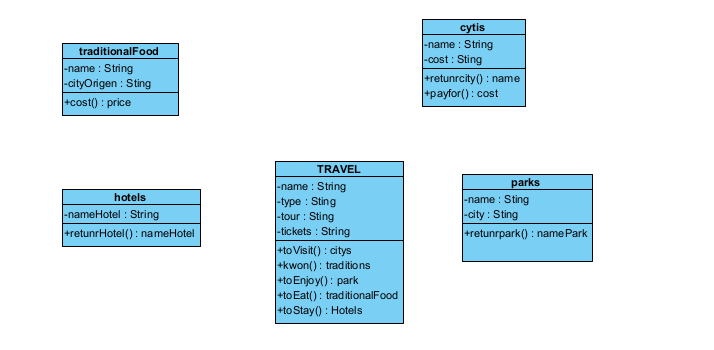 traditionalFood
-name : String
-cityOrigen : Sting
+cost() : price
cytis
-name : String
-cost : Sting
+retunrcity() : name
+payfor() : cost
hotels
-nameHotel : String
+retunrHotel() : nameHotel
TRAVEL
-name : String
-type : Sting
-tour : Sting
-tickets : String
+toVisit() : citys
+kwon() : traditions
+toEnjoy() : park
+toEat() : traditionalFood
+toStay() : Hotels
parks
-name : Sting
-city : Sting
+retunrpark() : namePark